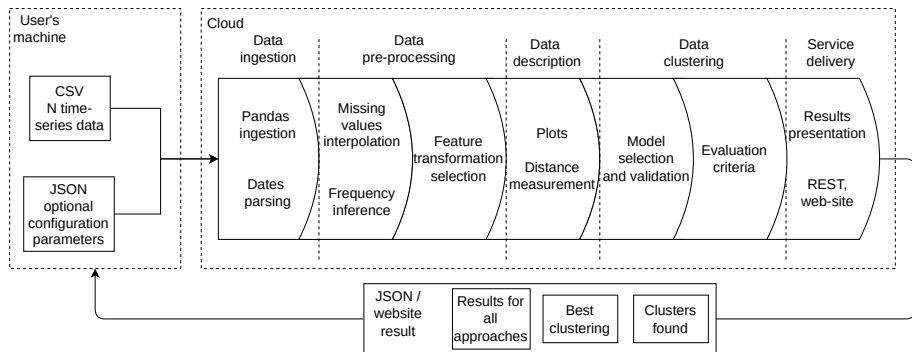 User's
machine
Cloud
Data
ingestion
Data
pre-processing
Data
description
Data
clustering
Service
delivery
CSV
N time-
series data
JSON
optional
configuration
parameters
Pandas
ingestion
Dates
parsing
Missing
values
interpolation
Frequency
inference
Feature
transformation
selection
Plots
Distance
measurement
Model
selection
and validation
Evaluation
criteria
Results
presentation
REST,
web-site
JSON /
website
result
Results for
all
approaches
Best
clustering
Clusters
found